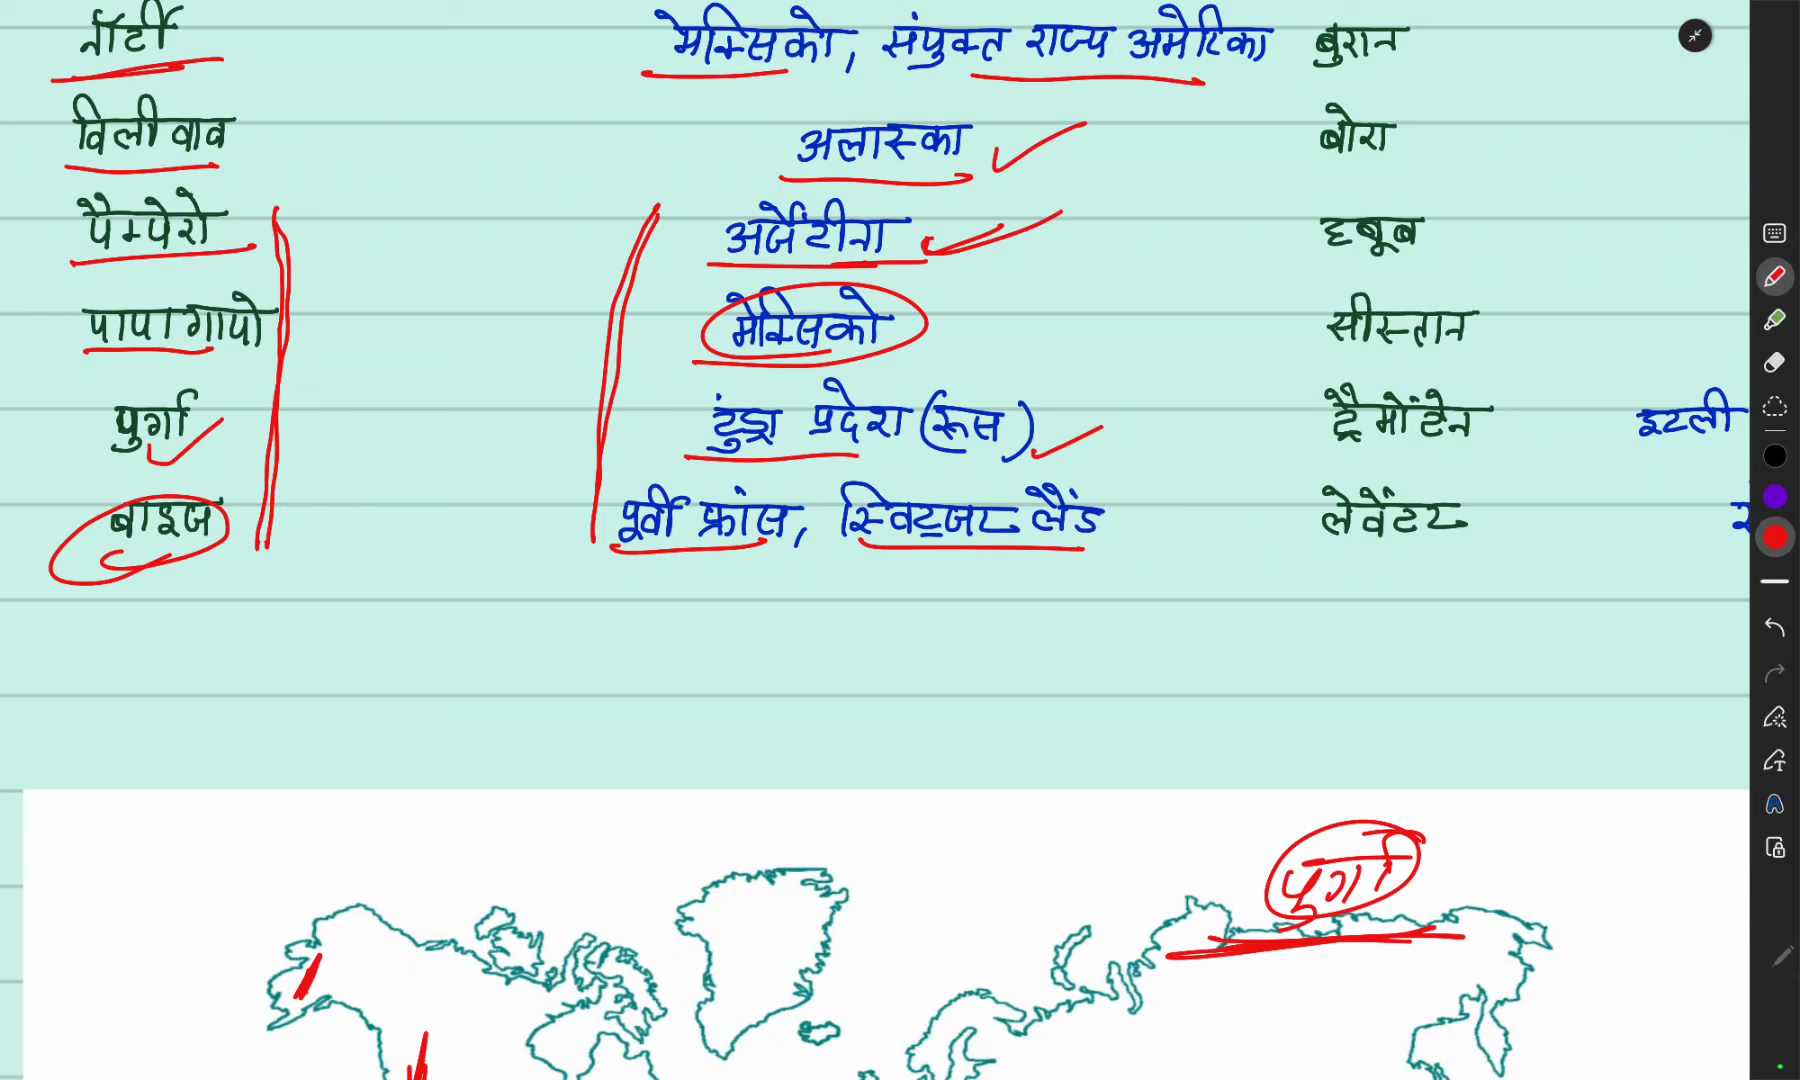 नॉर्टी मेक्सिको, संयुक्त राज्य अमेरिका बुरान
विलीवाव अलास्का बोरा
पैम्पेरो अर्जेंटीना हबूब
पापागायो मेक्सिको सीस्तान
पुर्गा टुंड्रा प्रदेश (रूस) ट्रैमोंटेन इटली
बाइज पूर्वी फ्रांस, स्विट्जरलैंड लेवेंटर
पूर्गा